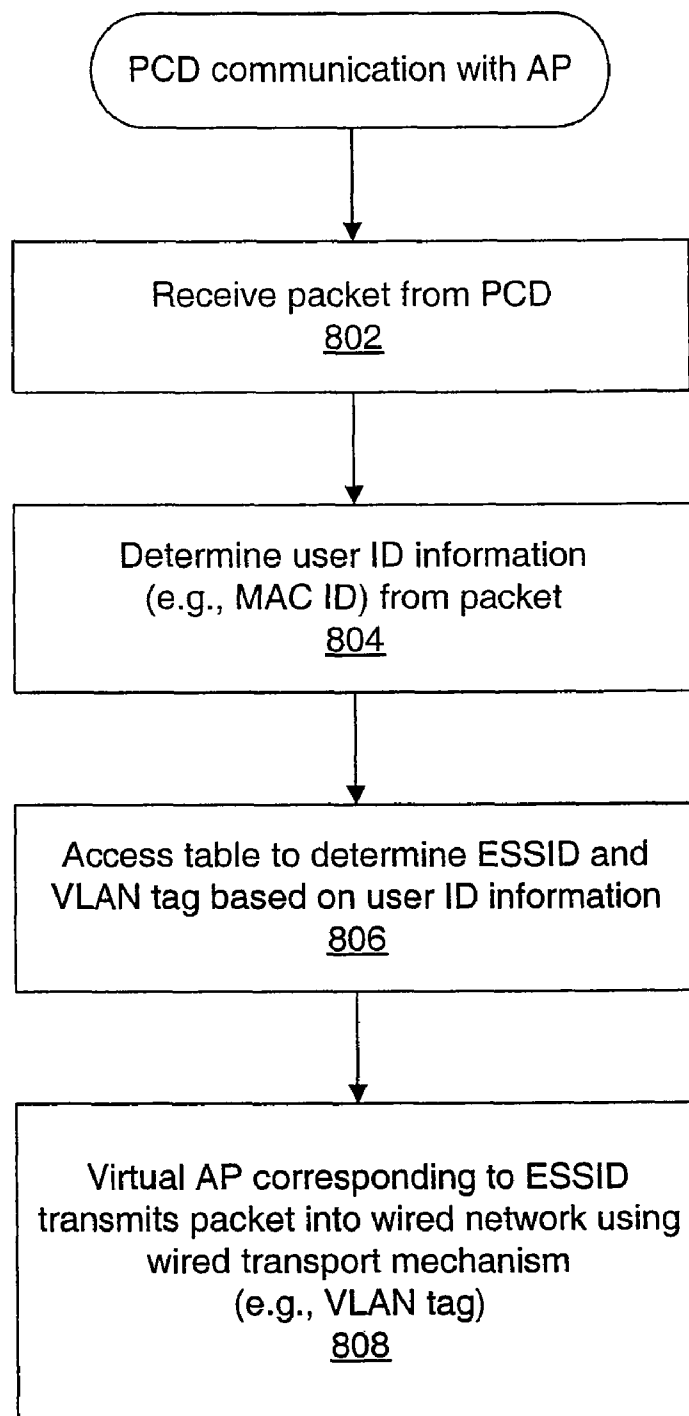 PCD communication with AP
Receive packet from PCD
802
Determine user ID information
(e.g., MAC ID) from packet
804
Access table to determine ESSID and
VLAN tag based on user ID information
806
Virtual AP corresponding to ESSID
transmits packet into wired network using
wired transport mechanism
(e.g., VLAN tag)
808